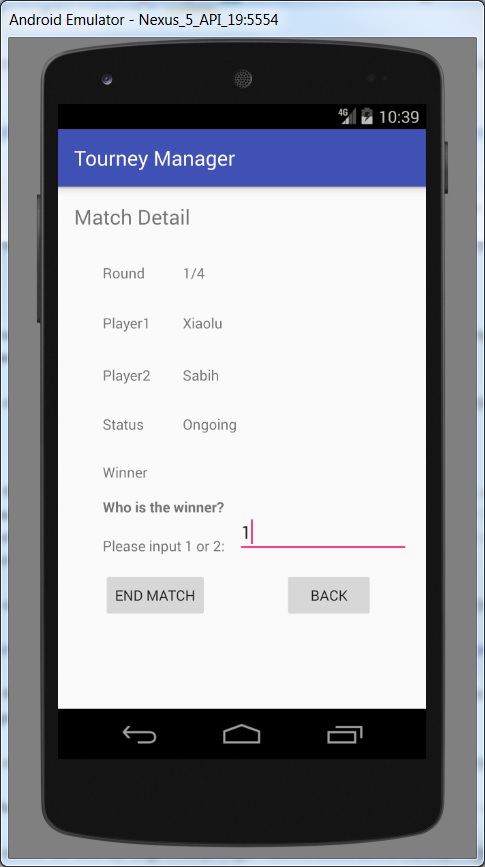 Android Emulator - Nexus_5_API_19:5554
4G 10:39
Tourney Manager
Match Detail
Round 1/4
Player1 Xiaolu
Player2 Sabih
Status Ongoing
Winner
Who is the winner?
Please input 1 or 2: 1
END MATCH BACK